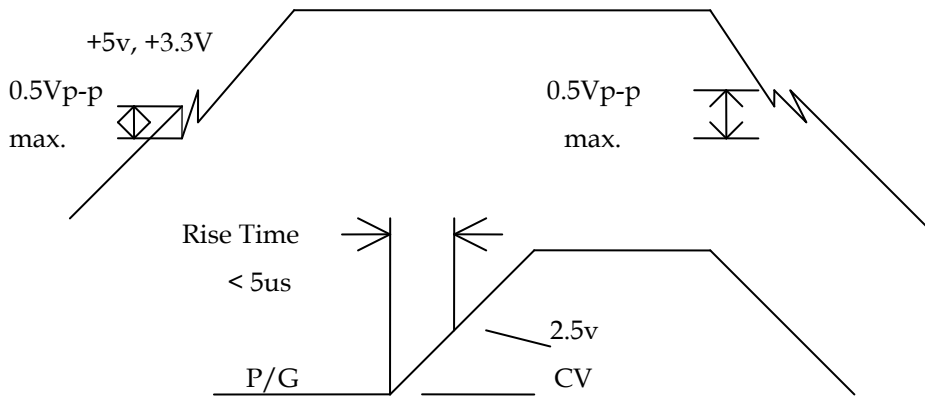 +5v, +3.3V
0.5Vp-p
max.
0.5Vp-p
max.
Rise Time
< 5us
2.5v
P/G
CV